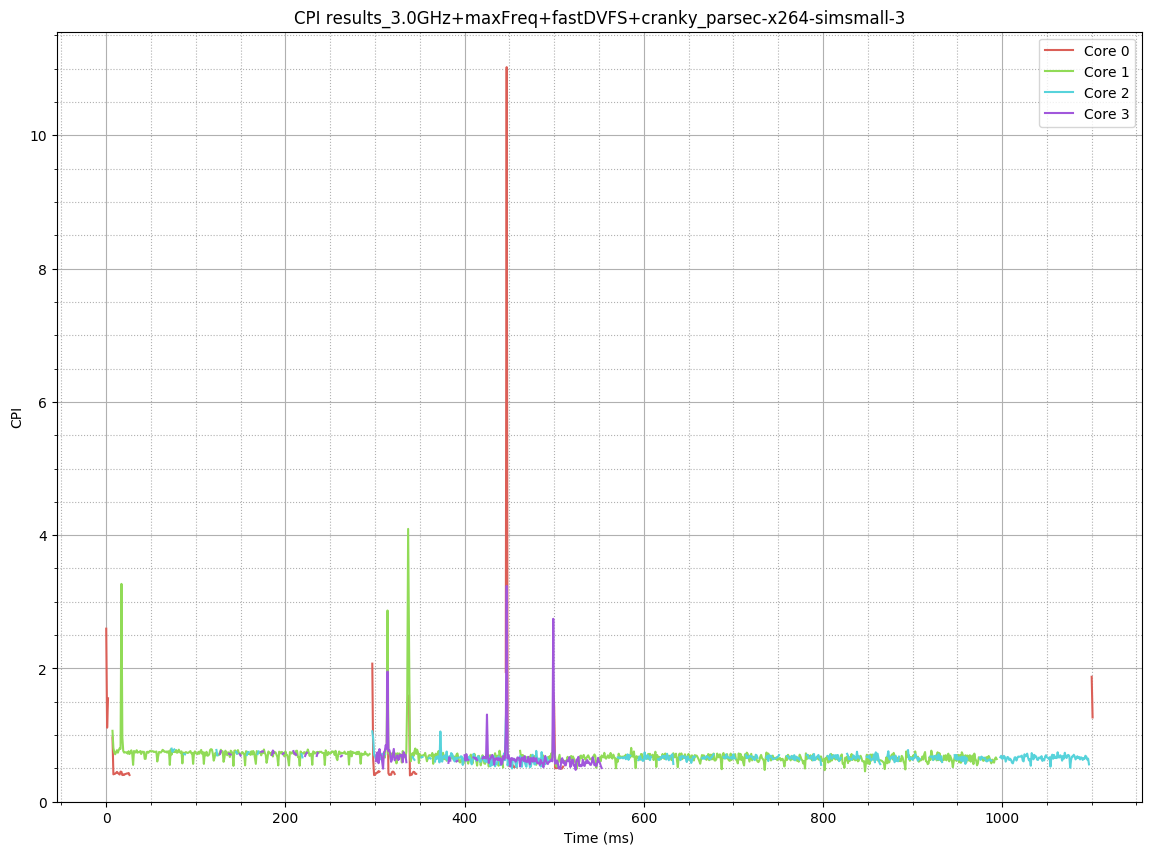 CPI results_3.0GHz+maxFreq+fastDVFS+cranky_parsec-x264-simsmall-3
Core 0
Core 1
Core 2
Core 3
10
8
6
4
2
0
CPI
0 200 400 600 800 1000
Time (ms)